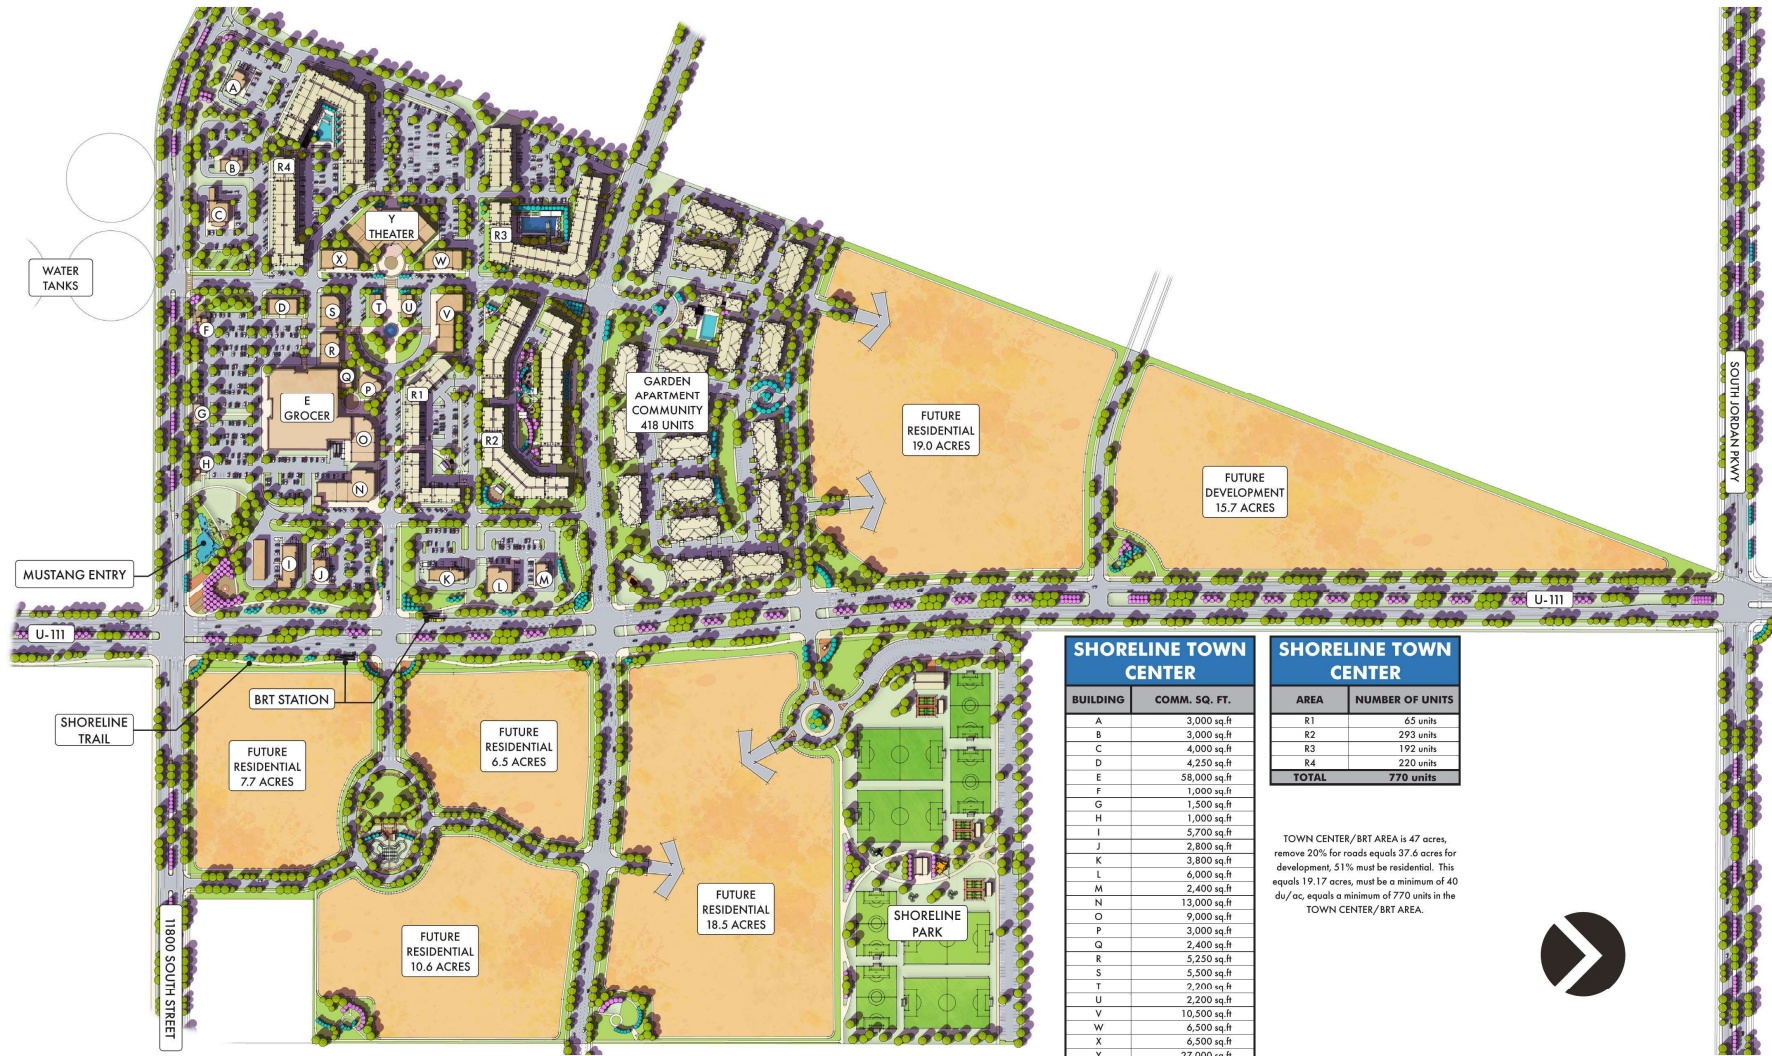 A
B
R4
C
Y
THEATER
R3
X
W
WATER
TANKS
D
S
T
U
V
F
R
Q
P
E
GROCER
R1
G
O
R2
H
N
GARDEN
APARTMENT
COMMUNITY
418 UNITS
FUTURE
RESIDENTIAL
19.0 ACRES
FUTURE
DEVELOPMENT
15.7 ACRES
SOUTH JORDAN PKWY
MUSTANG ENTRY
I
J
K
L
M
U-111
U-111
BRT STATION
SHORELINE
TRAIL
FUTURE
RESIDENTIAL
7.7 ACRES
FUTURE
RESIDENTIAL
6.5 ACRES
FUTURE
RESIDENTIAL
18.5 ACRES
FUTURE
RESIDENTIAL
10.6 ACRES
SHORELINE
PARK
11800 SOUTH STREET
SHORELINE TOWN
CENTER
BUILDING COMM. SQ. FT.
A 3,000 sq.ft
B 3,000 sq.ft
C 4,000 sq.ft
D 4,250 sq.ft
E 58,000 sq.ft
F 1,000 sq.ft
G 1,500 sq.ft
H 1,000 sq.ft
I 5,700 sq.ft
J 2,800 sq.ft
K 3,800 sq.ft
L 6,000 sq.ft
M 2,400 sq.ft
N 13,000 sq.ft
O 9,000 sq.ft
P 3,000 sq.ft
Q 2,400 sq.ft
R 5,250 sq.ft
S 5,500 sq.ft
T 2,200 sq.ft
U 2,200 sq.ft
V 10,500 sq.ft
W 6,500 sq.ft
X 6,500 sq.ft
Y 27,000 sq.ft
SHORELINE TOWN
CENTER
AREA NUMBER OF UNITS
R1 65 units
R2 293 units
R3 192 units
R4 220 units
TOTAL 770 units
TOWN CENTER/BRT AREA is 47 acres,
remove 20% for roads equals 37.6 acres for
development, 51% must be residential. This
equals 19.17 acres, must be a minimum of 40
du/ac, equals a minimum of 770 units in the
TOWN CENTER/BRT AREA.